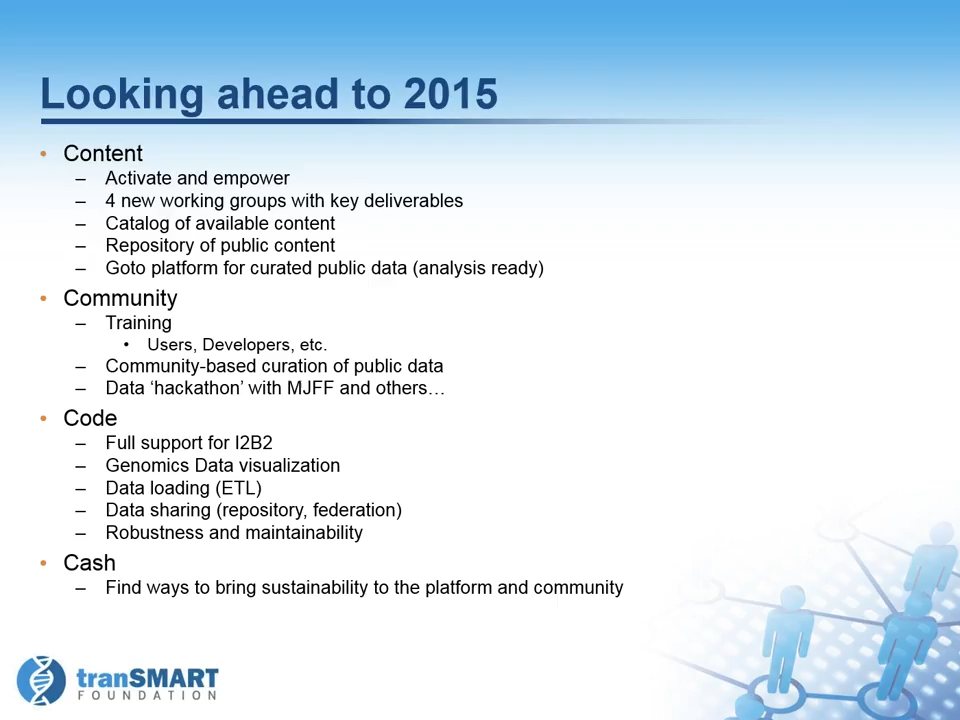 Looking ahead to 2015
• Content
– Activate and empower
– 4 new working groups with key deliverables
– Catalog of available content
– Repository of public content
– Goto platform for curated public data (analysis ready)
• Community
– Training
• Users, Developers, etc.
– Community-based curation of public data
– Data ‘hackathon’ with MJFF and others…
• Code
– Full support for I2B2
– Genomics Data visualization
– Data loading (ETL)
– Data sharing (repository, federation)
– Robustness and maintainability
• Cash
– Find ways to bring sustainability to the platform and community
tranSMART
FOUNDATION